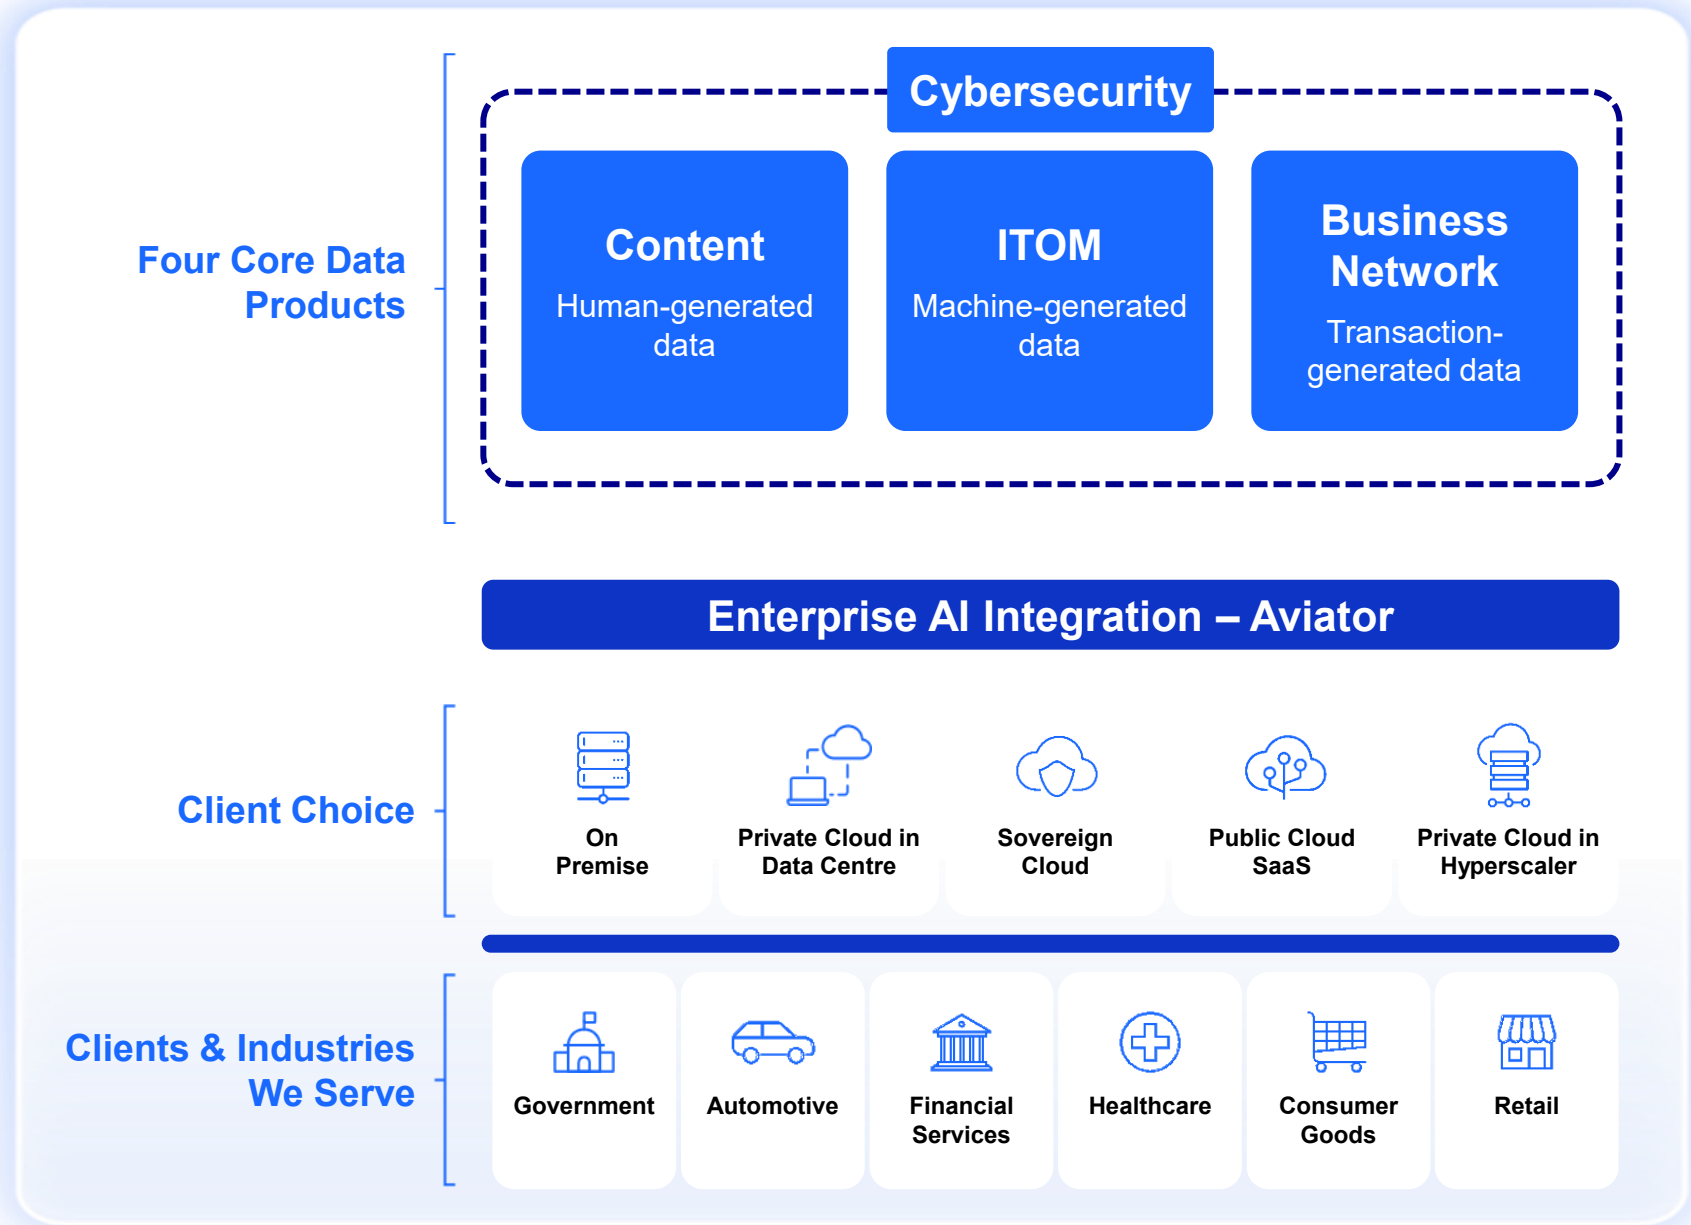 Cybersecurity
Four Core Data
Products
Content
Human-generated
data
ITOM
Machine-generated
data
Business
Network
Transaction-
generated data
Enterprise AI Integration – Aviator
Client Choice
On
Premise
Private Cloud in
Data Centre
Sovereign
Cloud
Public Cloud
SaaS
Private Cloud in
Hyperscaler
Clients & Industries
We Serve
Government
Automotive
Financial
Services
Healthcare
Consumer
Goods
Retail